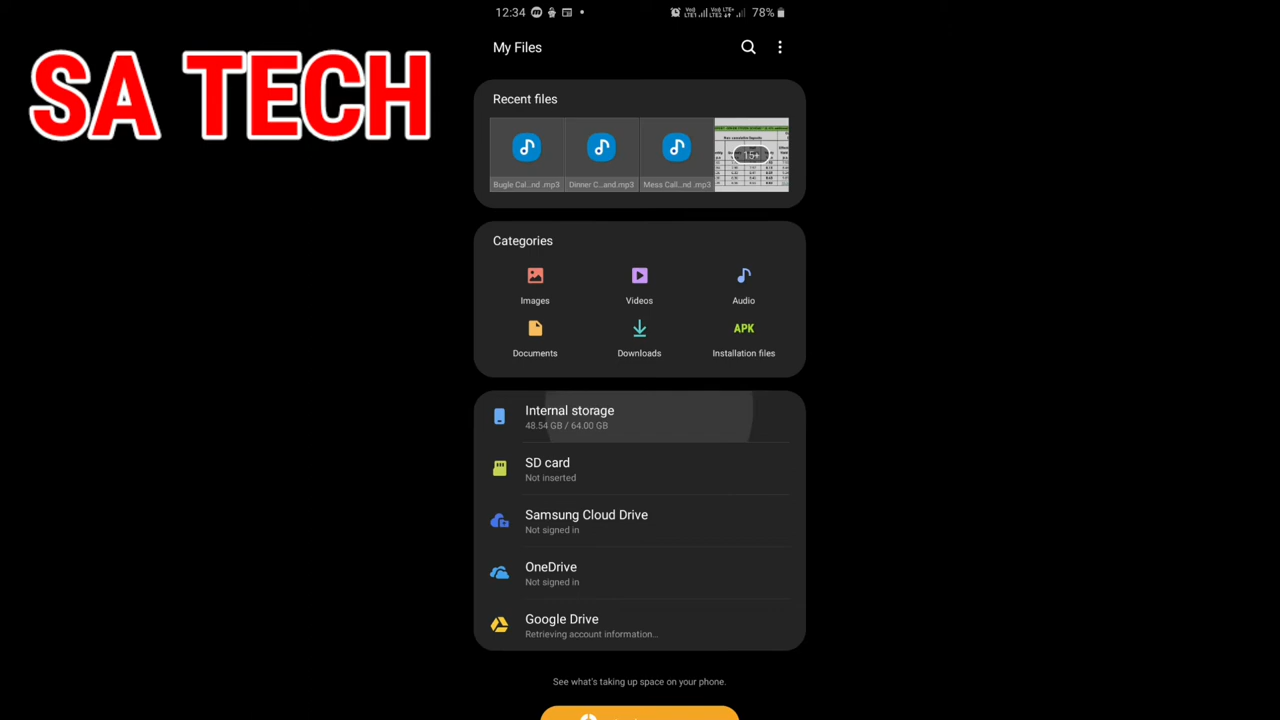 SA TECH
12:34
LTE1
LTE2
78%
My Files
Recent files
15+
Bugle Cal...nd .mp3
Dinner C...and.mp3
Mess Call...nd .mp3
Categories
Images
Videos
Audio
APK
Documents
Downloads
Installation files
Internal storage
48.54 GB / 64.00 GB
SD card
Not inserted
Samsung Cloud Drive
Not signed in
OneDrive
Not signed in
Google Drive
Retrieving account information...
See what's taking up space on your phone.